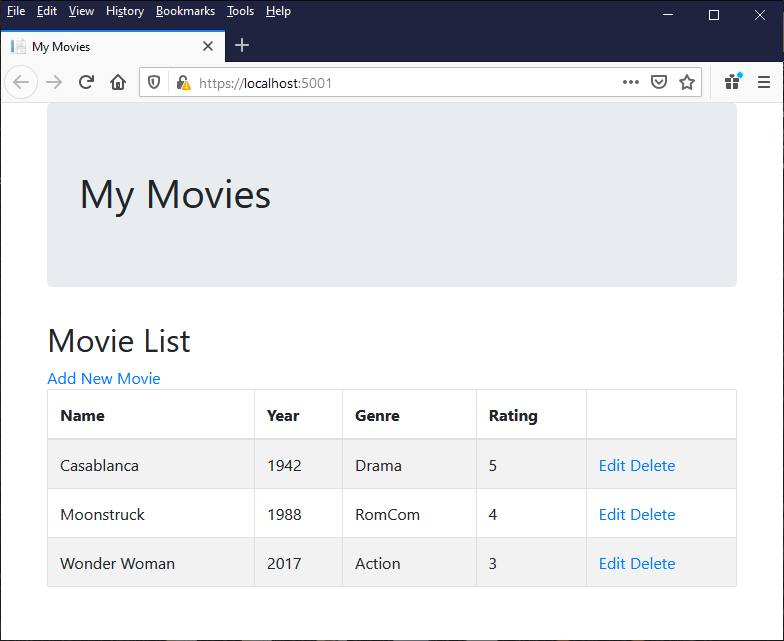 File Edit View History Bookmarks Tools Help
My Movies
https://localhost:5001
My Movies
Movie List
Add New Movie
Name Year Genre Rating
Casablanca 1942 Drama 5 Edit Delete
Moonstruck 1988 RomCom 4 Edit Delete
Wonder Woman 2017 Action 3 Edit Delete